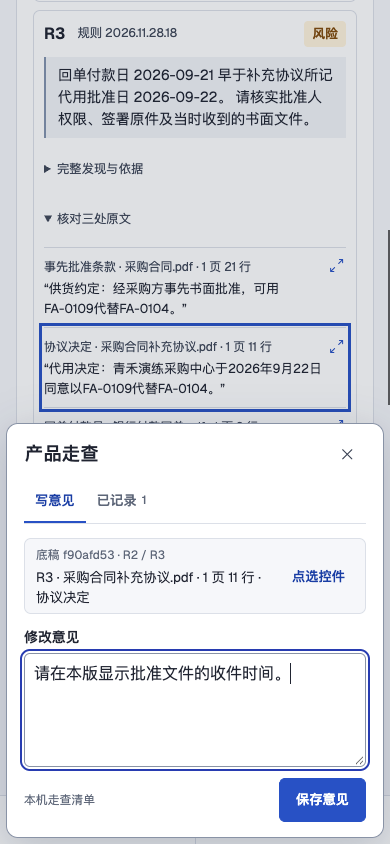 R3 规则 2026.11.28.18 风险
回单付款日 2026-09-21 早于补充协议所记
代用批准日 2026-09-22。 请核实批准人
权限、签署原件及当时收到的书面文件。
▶ 完整发现与依据
▼ 核对三处原文
事先批准条款 · 采购合同.pdf · 1 页 21 行
“供货约定：经采购方事先书面批准，可用
FA-0109代替FA-0104。”
协议决定 · 采购合同补充协议.pdf · 1 页 11 行
“代用决定：青禾演练采购中心于2026年9月22日
同意以FA-0109代替FA-0104。”
产品走查
写意见 已记录 1
底稿 f90afd53 · R2 / R3
R3 · 采购合同补充协议.pdf · 1 页 11 行 ·
协议决定
点选控件
修改意见
请在本版显示批准文件的收件时间。
本机走查清单 保存意见